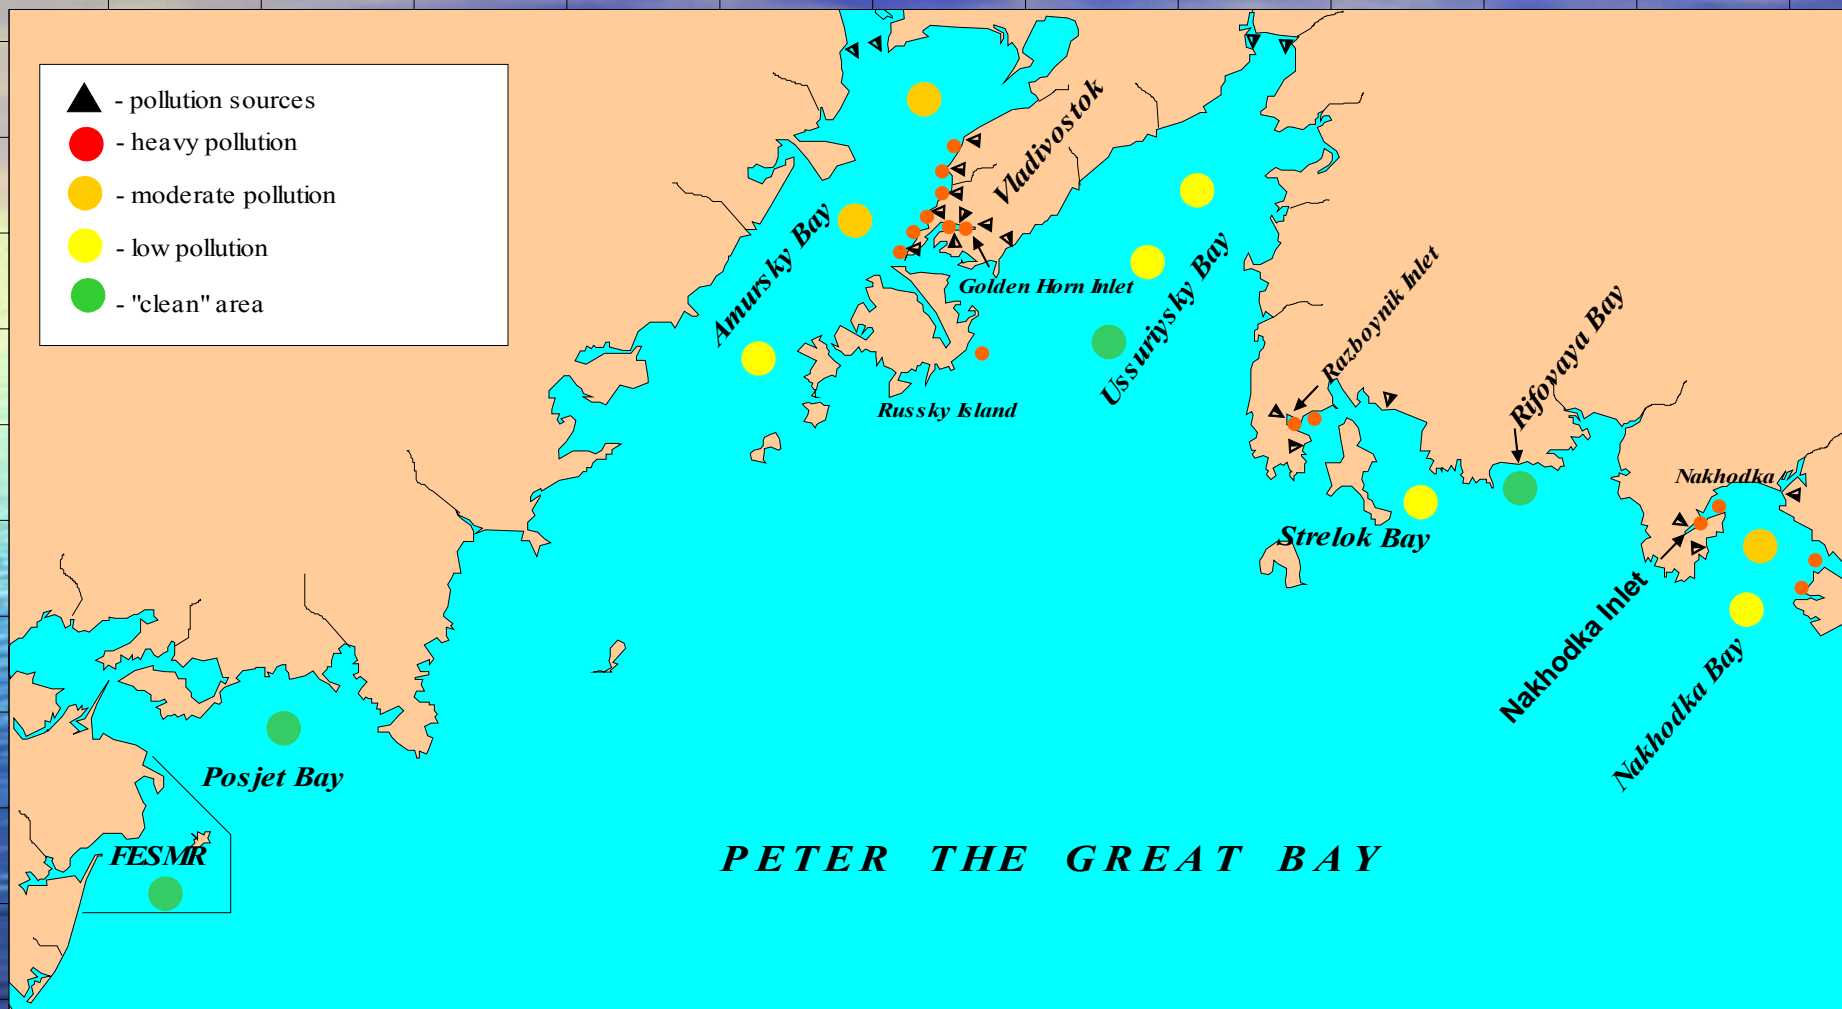 - pollution sources
- heavy pollution
- moderate pollution
- low pollution
- "clean" area
Vladivostok
Amursky Bay
Golden Horn Inlet
Ussuriysky Bay
Razboynik Inlet
Rifovaya Bay
Russky Island
Nakhodka
Strelok Bay
Nakhodka Inlet
Nakhodka Bay
Posjet Bay
FESMR
PETER THE GREAT BAY